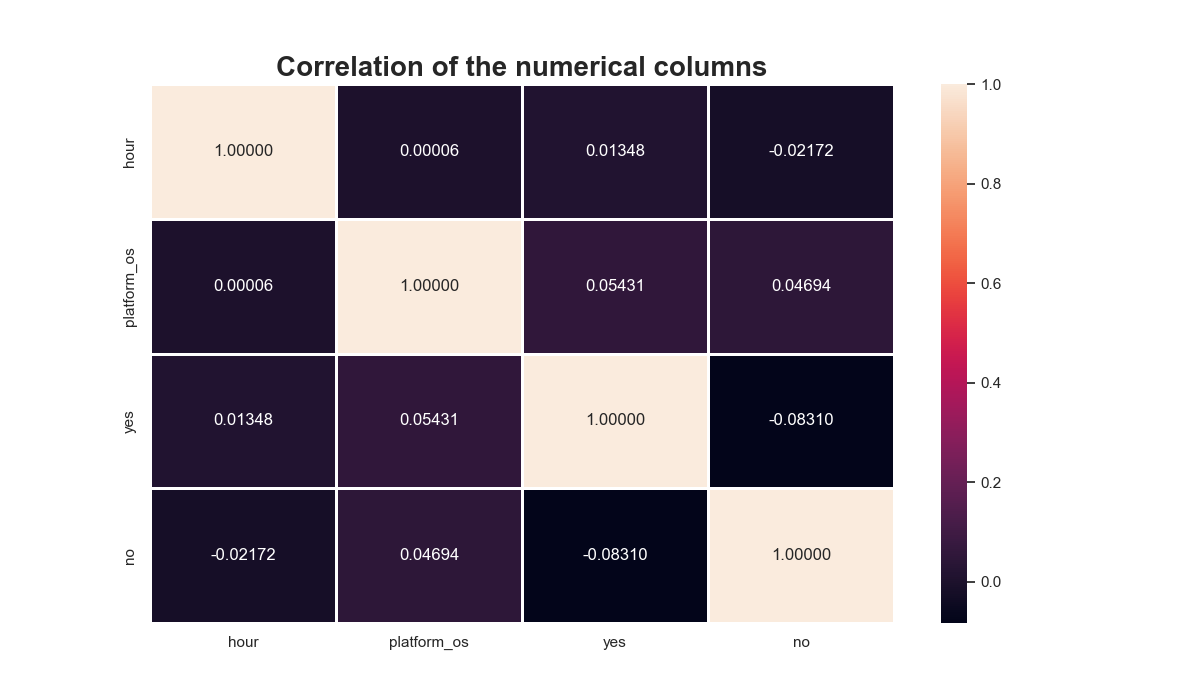 Correlation of the numerical columns
hour 1.00000 0.00006 0.01348 -0.02172
platform_os 0.00006 1.00000 0.05431 0.04694
yes 0.01348 0.05431 1.00000 -0.08310
no -0.02172 0.04694 -0.08310 1.00000
hour platform_os yes no
1.0
0.8
0.6
0.4
0.2
0.0